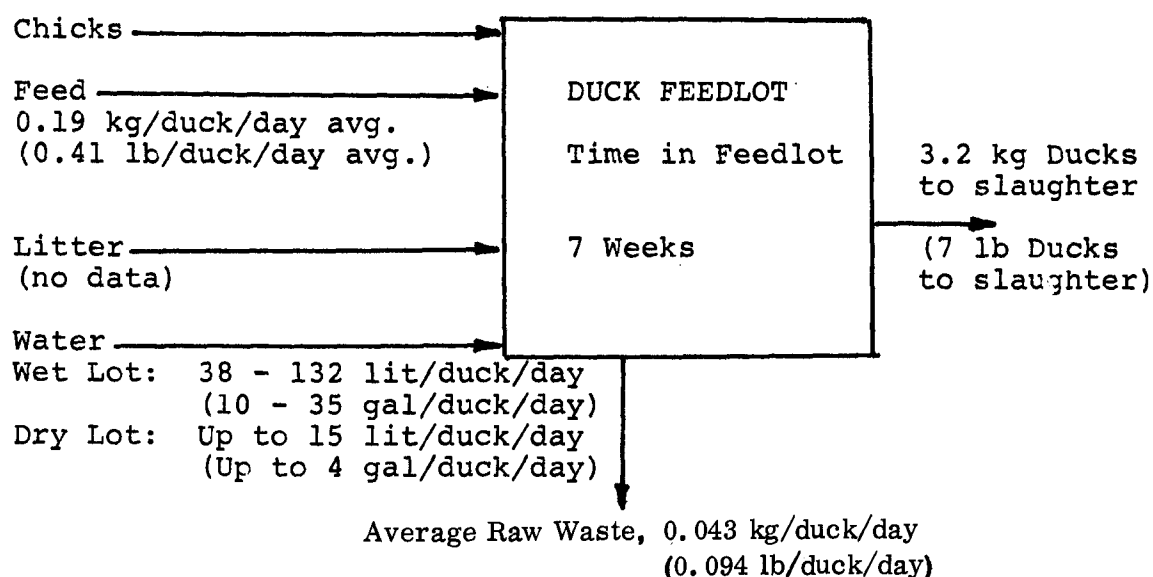 Chicks
Feed
0.19 kg/duck/day avg.
(0.41 lb/duck/day avg.)
Litter
(no data)
Water
Wet Lot: 38 - 132 lit/duck/day
(10 - 35 gal/duck/day)
Dry Lot: Up to 15 lit/duck/day
(Up to 4 gal/duck/day)
DUCK FEEDLOT
Time in Feedlot
7 Weeks
3.2 kg Ducks
to slaughter
(7 lb Ducks
to slaughter)
Average Raw Waste, 0.043 kg/duck/day
(0.094 lb/duck/day)